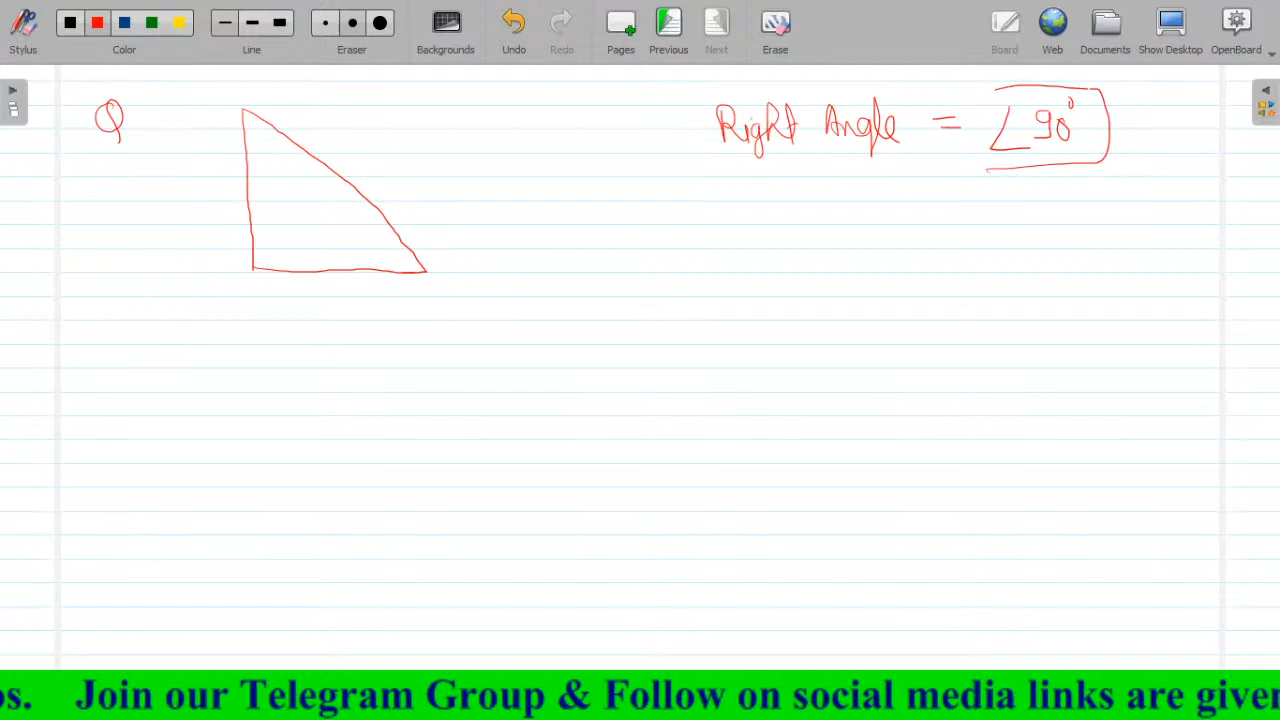 Stylus Color Line Eraser Backgrounds Undo Redo Pages Previous Next Erase Board Web Documents Show Desktop OpenBoard
Q
Right Angle = ∠90°
os. Join our Telegram Group & Follow on social media links are given